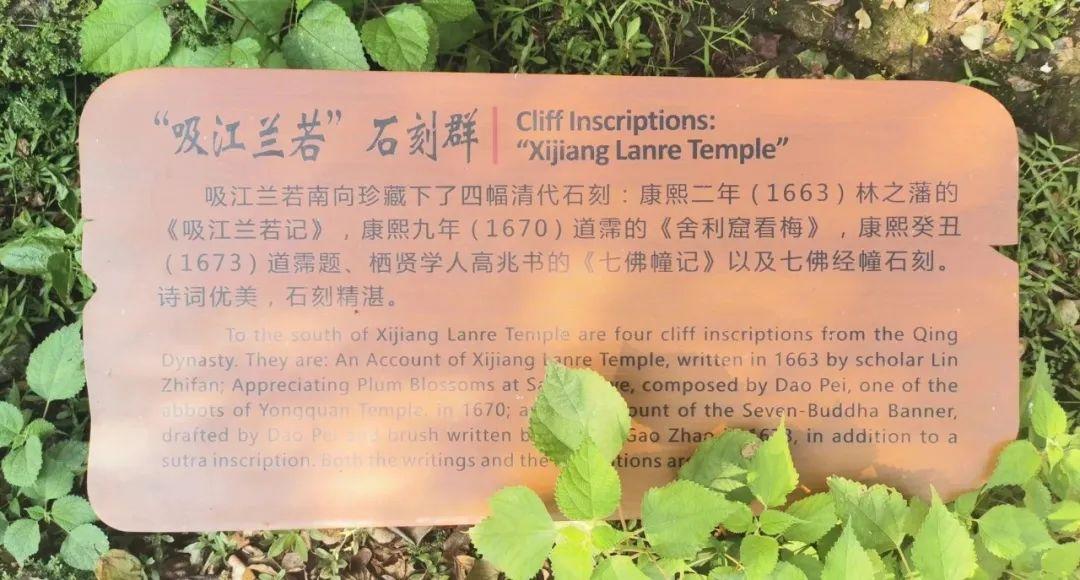 “吸江兰若”石刻群
Cliff Inscriptions:
“Xijiang Lanre Temple”
吸江兰若南向珍藏下了四幅清代石刻：康熙二年（1663）林之藩的
《吸江兰若记》，康熙九年（1670）道霈的《舍利窟看梅》，康熙癸丑
（1673）道霈题、栖贤学人高兆书的《七佛幢记》以及七佛经幢石刻。
诗词优美，石刻精湛。
To the south of Xijiang Lanre Temple are four cliff inscriptions from the Qing
Dynasty. They are: An Account of Xijiang Lanre Temple, written in 1663 by scholar Lin
Zhifan; Appreciating Plum Blossoms at composed by Dao Pei, one of the
abbots of Yongquan Temple, in 1670; of the Seven-Buddha Banner,
drafted by Dao Pei and brush written Gao in addition to a
sutra inscription. Both the writings and the